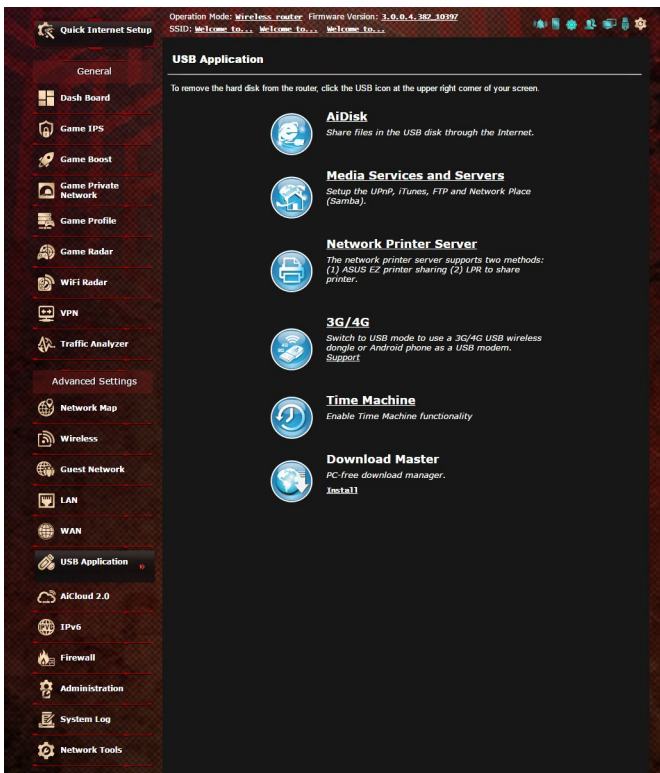 Quick Internet Setup
Operation Mode: Wireless router Firmware Version: 3.0.0.4.382_10397
SSID: Welcome to... Welcome to... Welcome to...
General
Dash Board
Game IPS
Game Boost
Game Private
Network
Game Profile
Game Radar
WiFi Radar
VPN
Traffic Analyzer
Advanced Settings
Network Map
Wireless
Guest Network
LAN
WAN
USB Application
AiCloud 2.0
IPv6
Firewall
Administration
System Log
Network Tools
USB Application
To remove the hard disk from the router, click the USB icon at the upper right corner of your screen.
AiDisk
Share files in the USB disk through the Internet.
Media Services and Servers
Setup the UPnP, iTunes, FTP and Network Place
(Samba).
Network Printer Server
The network printer server supports two methods:
(1) ASUS EZ printer sharing (2) LPR to share
printer.
3G/4G
Switch to USB mode to use a 3G/4G USB wireless
dongle or Android phone as a USB modem.
Support
Time Machine
Enable Time Machine functionality
Download Master
PC-free download manager.
Install